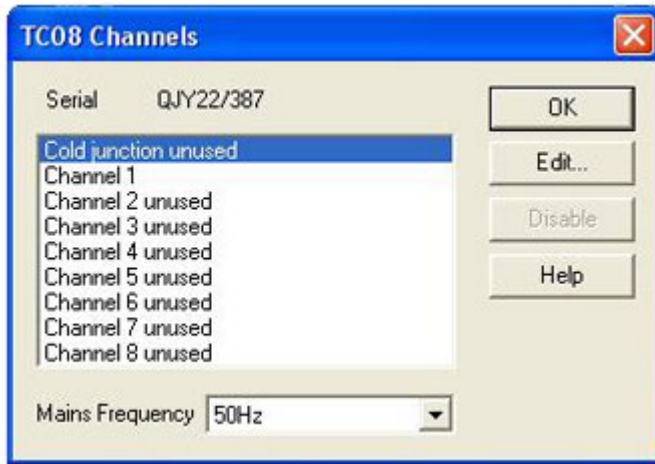 TC08 Channels
Serial QJY22/387
OK
Cold junction unused
Edit...
Channel 1
Channel 2 unused
Disable
Channel 3 unused
Channel 4 unused
Channel 5 unused
Help
Channel 6 unused
Channel 7 unused
Channel 8 unused
Mains Frequency 50Hz